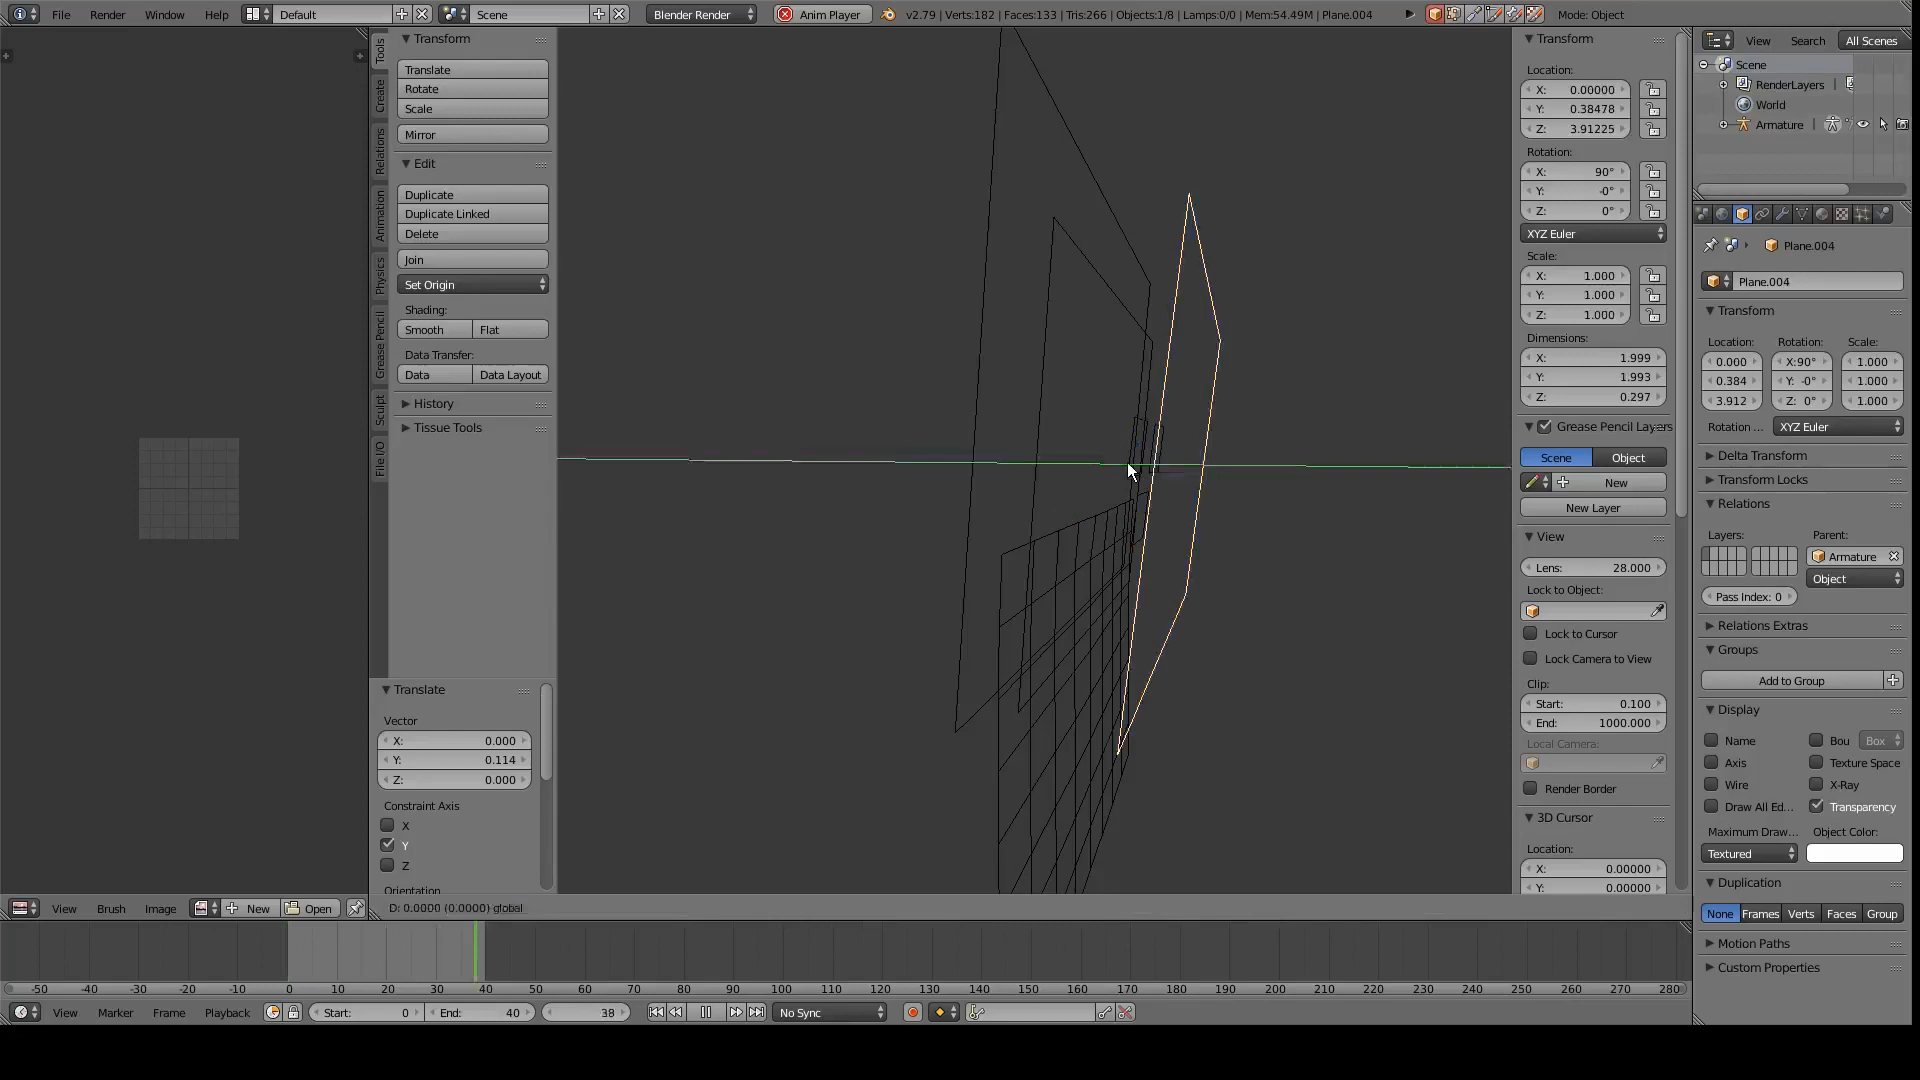 File Render Window Help Default Scene Blender Render Anim Player v2.79 | Verts:182 | Faces:133 | Tris:266 | Objects:1/8 | Lamps:0/0 | Mem:54.49M | Plane.004 Mode: Object
Tools
Create
Relations
Animation
Physics
Grease Pencil
Sculpt
File I/O
Transform
Translate
Rotate
Scale
Mirror
Edit
Duplicate
Duplicate Linked
Delete
Join
Set Origin
Shading:
Smooth Flat
Data Transfer:
Data Data Layout
History
Tissue Tools
Translate
Vector
X: 0.000
Y: 0.114
Z: 0.000
Constraint Axis
X
Y
Z
Orientation
Transform
Location:
X: 0.00000
Y: 0.38478
Z: 3.91225
Rotation:
X: 90°
Y: -0°
Z: 0°
XYZ Euler
Scale:
X: 1.000
Y: 1.000
Z: 1.000
Dimensions:
X: 1.999
Y: 1.993
Z: 0.297
Grease Pencil Layers
Scene Object
New
New Layer
View
Lens: 28.000
Lock to Object:
Lock to Cursor
Lock Camera to View
Clip:
Start: 0.100
End: 1000.000
Local Camera:
Render Border
3D Cursor
Location:
X: 0.00000
Y: 0.00000
View Search All Scenes
Scene
RenderLayers
World
Armature
Plane.004
Plane.004
Transform
Location: Rotation: Scale:
0.000 X:90° 1.000
0.384 Y: -0° 1.000
3.912 Z: 0° 1.000
Rotation ... XYZ Euler
Delta Transform
Transform Locks
Relations
Layers: Parent:
Armature
Object
Pass Index: 0
Relations Extras
Groups
Add to Group
Display
Name Bou Box
Axis Texture Space
Wire X-Ray
Draw All Ed... Transparency
Maximum Draw... Object Color:
Textured
Duplication
None Frames Verts Faces Group
Motion Paths
Custom Properties
View Brush Image New Open D: 0.0000 (0.0000) global
-50 -40 -30 -20 -10 0 10 20 30 40 50 60 70 80 90 100 110 120 130 140 150 160 170 180 190 200 210 220 230 240 250 260 270 280
View Marker Frame Playback Start: 0 End: 40 38 No Sync